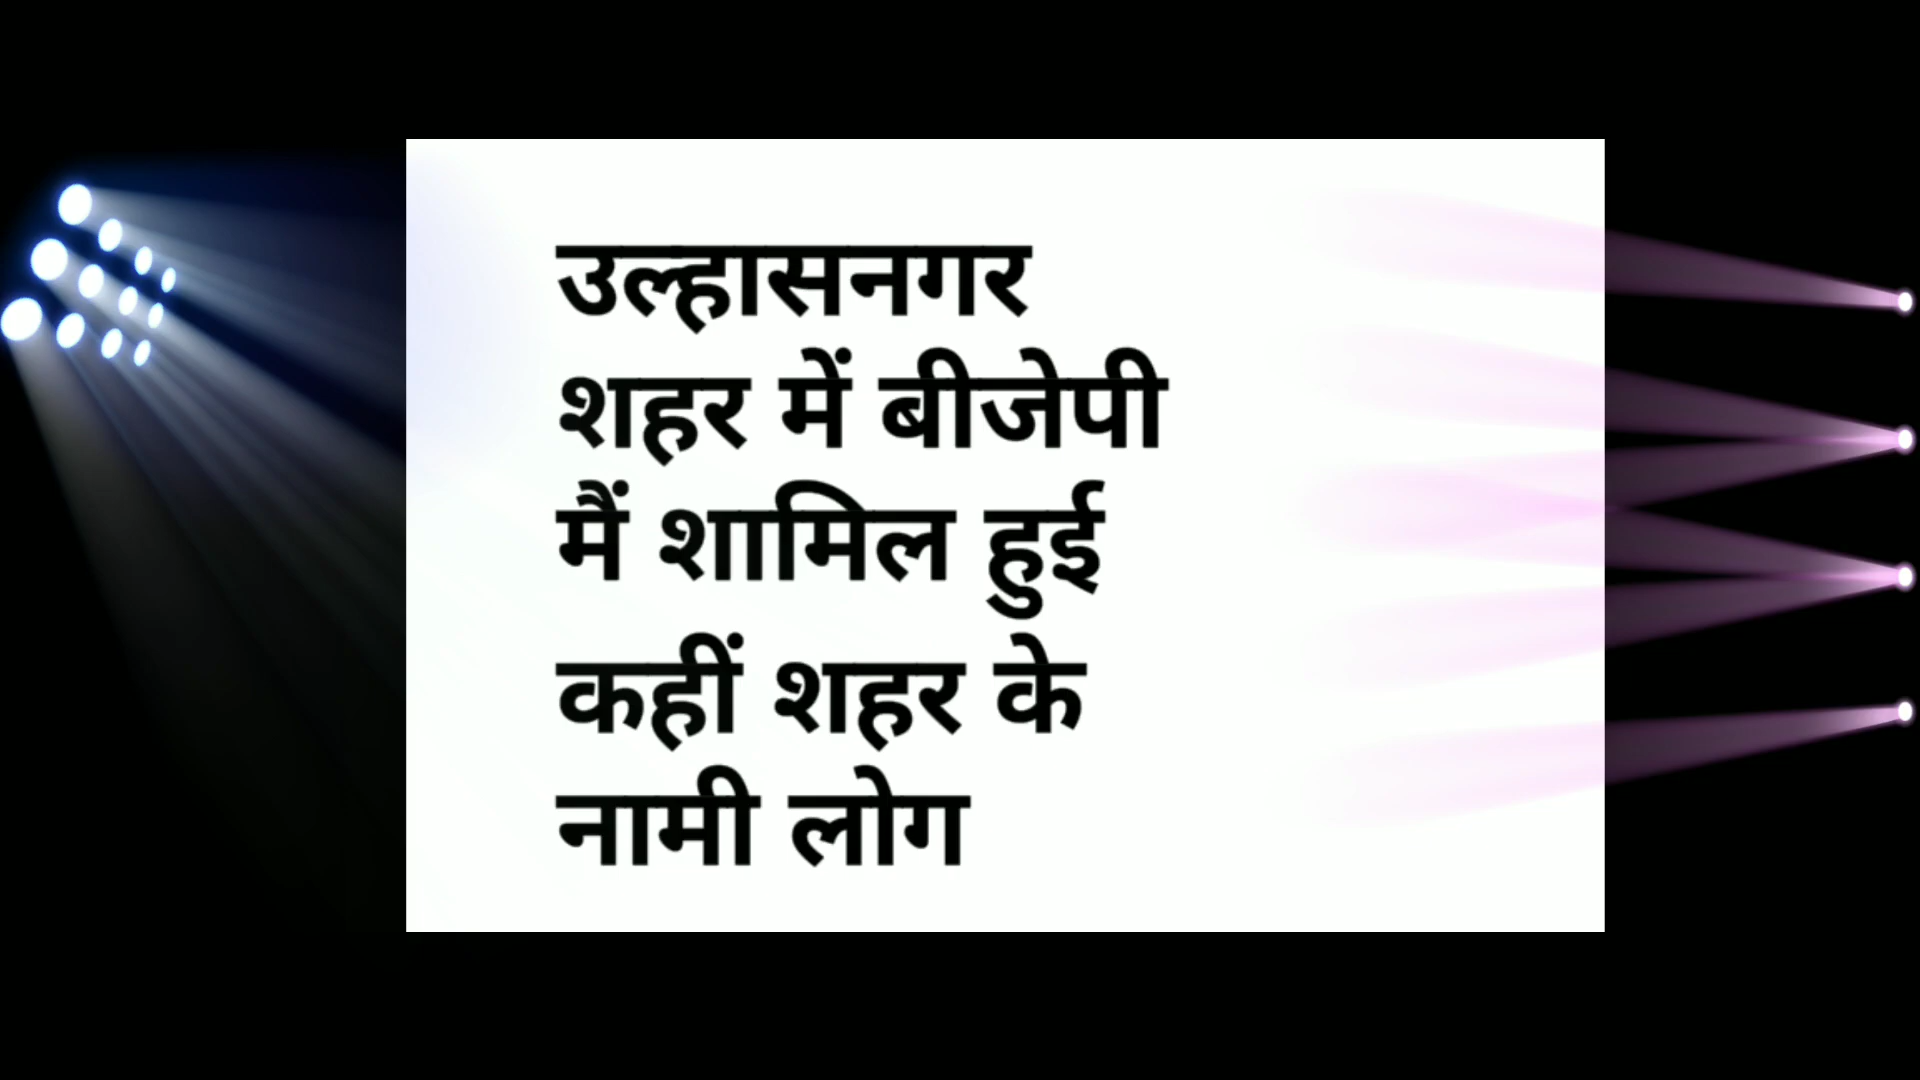 उल्हासनगर
शहर में बीजेपी
मैं शामिल हुई
कहीं शहर के
नामी लोग